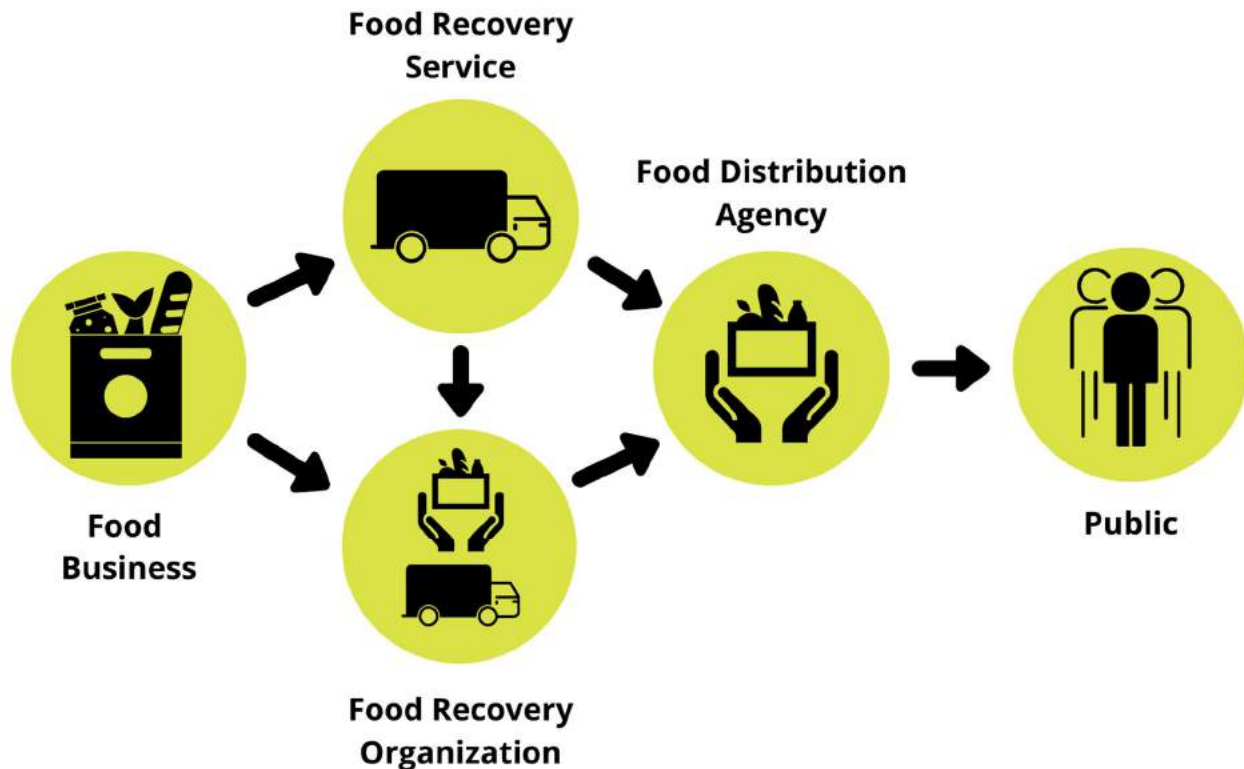 Food Recovery
Service
Food Distribution
Agency
Food
Business
Public
Food Recovery
Organization